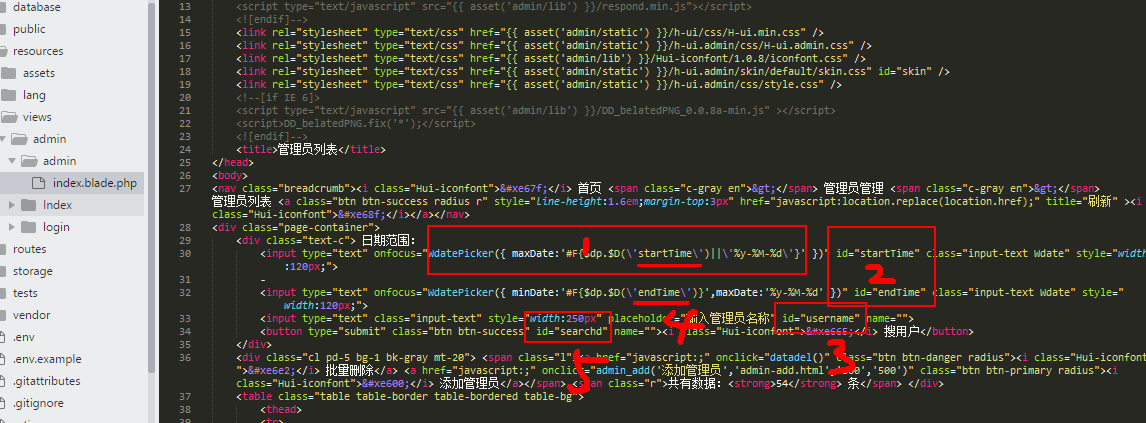 database
public
resources
assets
lang
views
admin
admin
index.blade.php
Index
login
routes
storage
tests
vendor
.env
.env.example
.gitattributes
.gitignore
13 <script type="text/javascript" src="{{ asset('admin/lib') }}/respond.min.js"></script>
14 <![endif]-->
15 <link rel="stylesheet" type="text/css" href="{{ asset('admin/static') }}/h-ui/css/H-ui.min.css" />
16 <link rel="stylesheet" type="text/css" href="{{ asset('admin/static') }}/h-ui.admin/css/H-ui.admin.css" />
17 <link rel="stylesheet" type="text/css" href="{{ asset('admin/lib') }}/Hui-iconfont/1.0.8/iconfont.css" />
18 <link rel="stylesheet" type="text/css" href="{{ asset('admin/static') }}/h-ui.admin/skin/default/skin.css" id="skin" />
19 <link rel="stylesheet" type="text/css" href="{{ asset('admin/static') }}/h-ui.admin/css/style.css" />
20 <!--[if IE 6]>
21 <script type="text/javascript" src="{{ asset('admin/lib') }}/DD_belatedPNG_0.0.8a-min.js" ></script>
22 <script>DD_belatedPNG.fix('*');</script>
23 <![endif]-->
24 <title>管理员列表</title>
25 </head>
26 <body>
27 <nav class="breadcrumb"><i class="Hui-iconfont">&#xe67f;</i> 首页 <span class="c-gray en">&gt;</span> 管理员管理 <span class="c-gray en">&gt;</span>
管理员列表 <a class="btn btn-success radius r" style="line-height:1.6em;margin-top:3px" href="javascript:location.replace(location.href);" title="刷新" ><i
class="Hui-iconfont">&#xe68f;</i></a></nav>
28 <div class="page-container">
29 <div class="text-c"> 日期范围:
30 <input type="text" onfocus="WdatePicker({ maxDate:'#F{$dp.$D(\'startTime\')||\'%y-%M-%d\'}' })" id="startTime" class="input-text Wdate" style="width
:120px;">
31 -
32 <input type="text" onfocus="WdatePicker({ minDate:'#F{$dp.$D(\'endTime\')}',maxDate:'%y-%M-%d' })" id="endTime" class="input-text Wdate" style="
width:120px;">
33 <input type="text" class="input-text" style="width:250px" placeholder="输入管理员名称" id="username" name="">
34 <button type="submit" class="btn btn-success" id="searchd" name=""><i class="Hui-iconfont">&#xe665;</i> 搜用户</button>
35 </div>
36 <div class="cl pd-5 bg-1 bk-gray mt-20"> <span class="l"><a href="javascript:;" onclick="datadel()" class="btn btn-danger radius"><i class="Hui-iconfont
">&#xe6e2;</i> 批量删除</a> <a href="javascript:;" onclick="admin_add('添加管理员','admin-add.html','800','500')" class="btn btn-primary radius"><i
class="Hui-iconfont">&#xe600;</i> 添加管理员</a></span> <span class="r">共有数据: <strong>54</strong> 条</span> </div>
37 <table class="table table-border table-bordered table-bg">
38 <thead>
39 <tr>
1
2
3
4
5